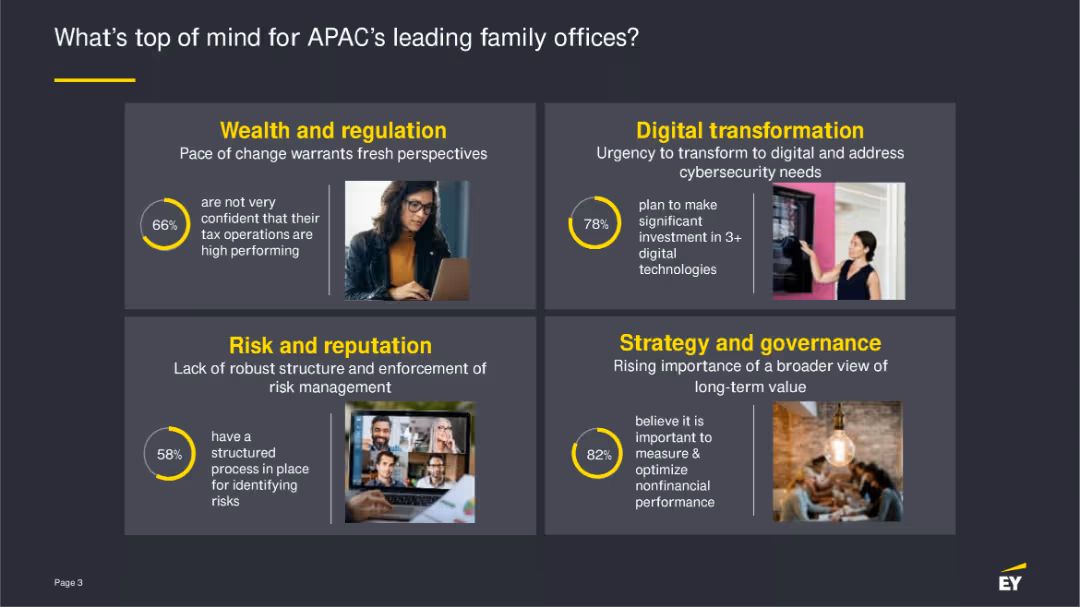 What's top of mind for APAC's leading family offices?
Wealth and regulation
Pace of change warrants fresh perspectives
66%
are not very
confident that their
tax operations are
high performing
Digital transformation
Urgency to transform to digital and address
cybersecurity needs
78%
plan to make
significant
investment in 3+
digital
technologies
Risk and reputation
Lack of robust structure and enforcement of
risk management
58%
have a
structured
process in place
for identifying
risks
Strategy and governance
Rising importance of a broader view of
long-term value
82%
believe it is
important to
measure &
optimize
nonfinancial
performance
Page 3
EY